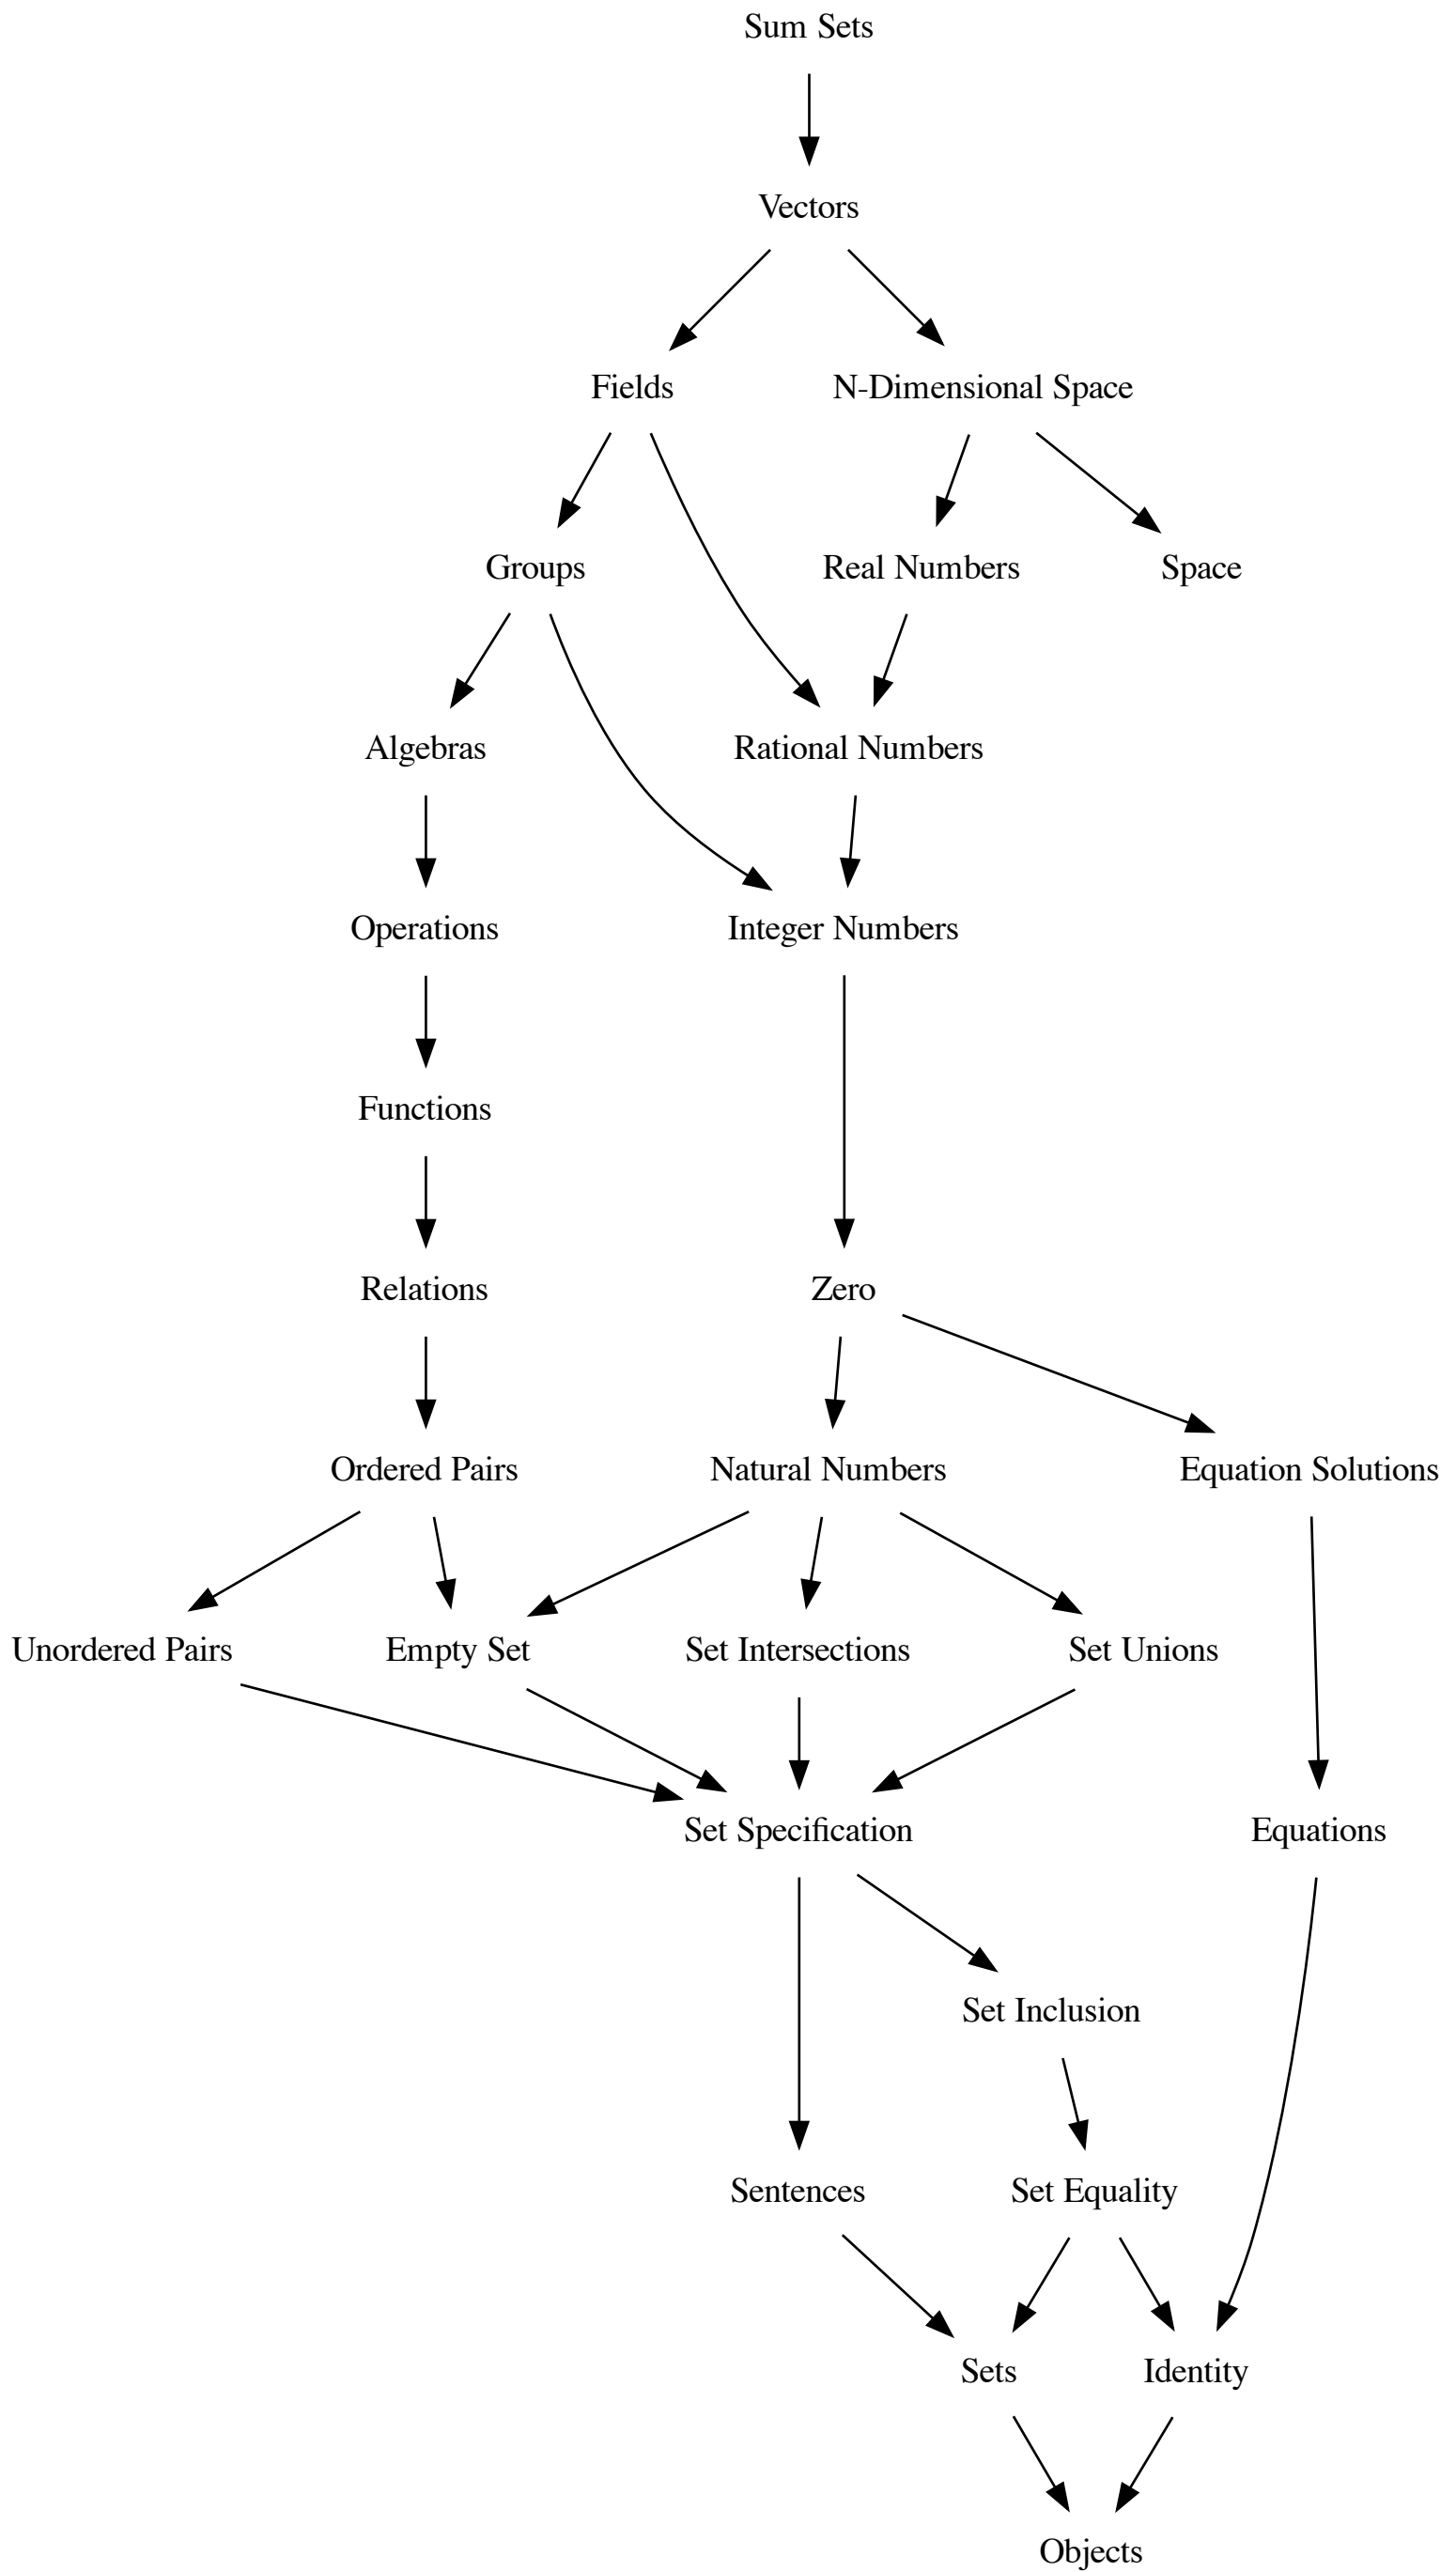 Sum Sets
Vectors
Fields
N-Dimensional Space
Groups
Real Numbers
Space
Algebras
Rational Numbers
Operations
Integer Numbers
Functions
Relations
Zero
Ordered Pairs
Natural Numbers
Equation Solutions
Unordered Pairs
Empty Set
Set Intersections
Set Unions
Set Specification
Equations
Set Inclusion
Sentences
Set Equality
Sets
Identity
Objects